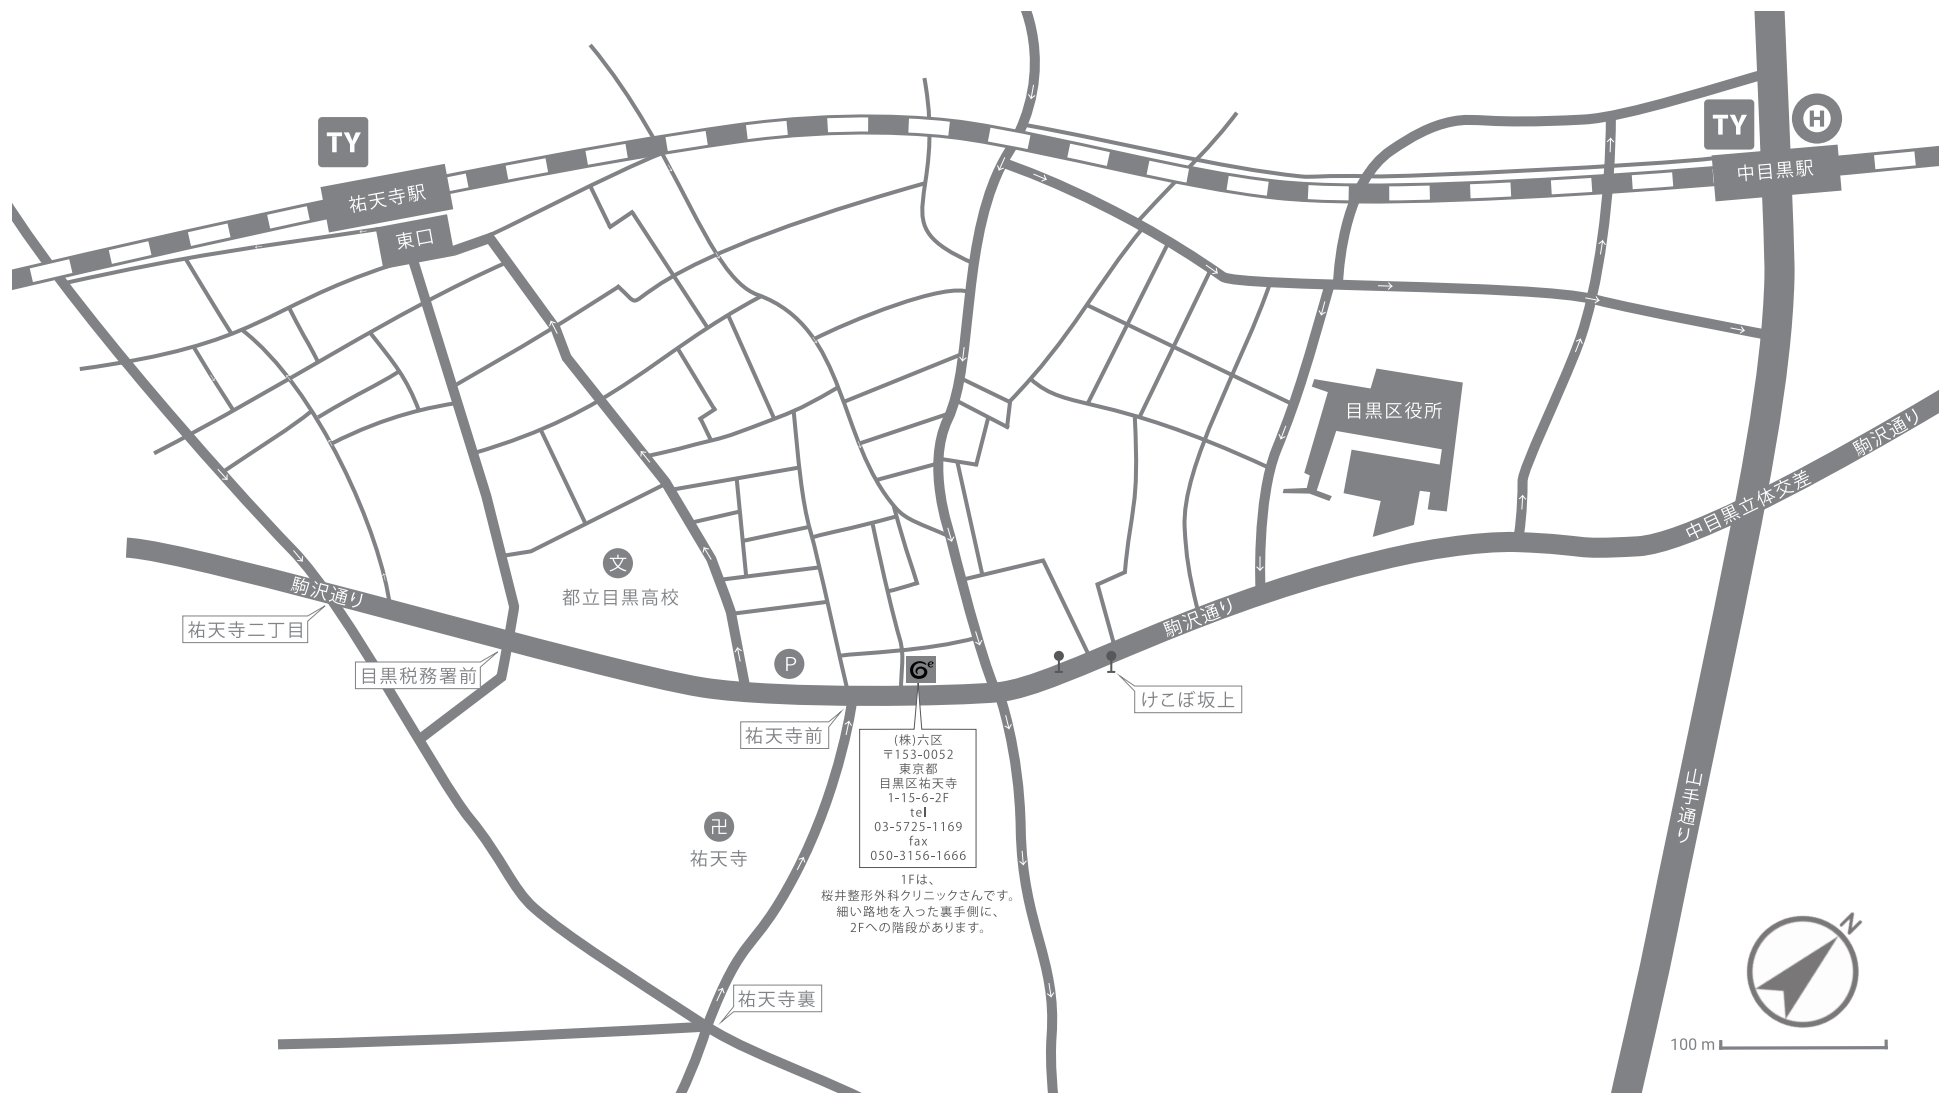 TY
祐天寺駅
東口
TY
H
中目黒駅
目黒区役所
駒沢通り
中目黒立体交差
文
都立目黒高校
駒沢通り
祐天寺二丁目
目黒税務署前
P
駒沢通り
けこぼ坂上
祐天寺前
e
(株)六区
〒153-0052
東京都
目黒区祐天寺
1-15-6-2F
tel
03-5725-1169
fax
050-3156-1666
1Fは、
桜井整形外科クリニックさんです。
細い路地を入った裏手側に、
2Fへの階段があります。
卍
祐天寺
山手通り
祐天寺裏
N
100 m